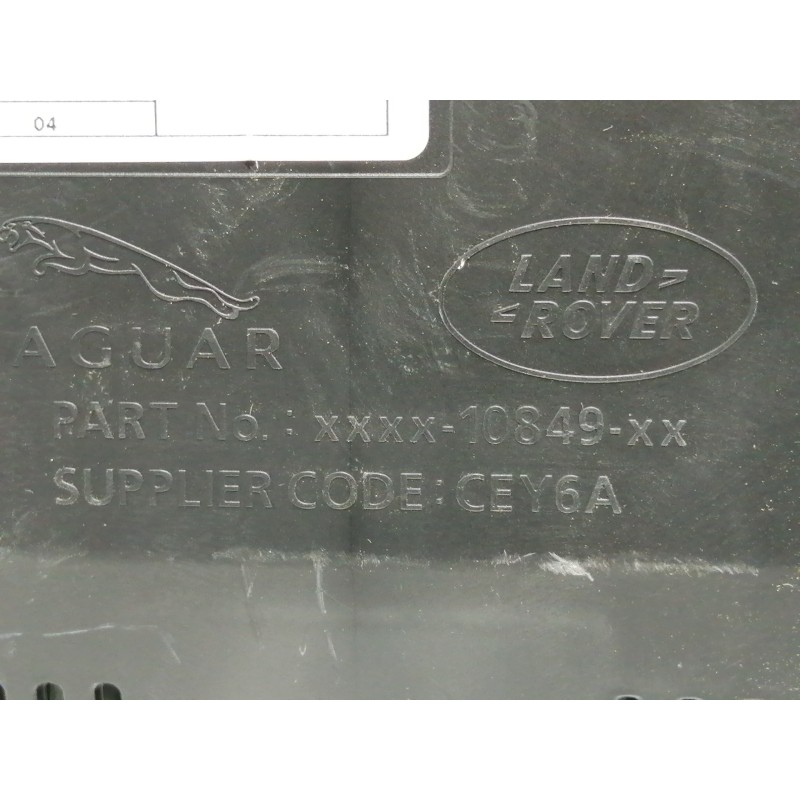 04
LAND
ROVER
AGUAR
PART No.: xxxx-10849-xx
SUPPLIER CODE: CEY6A